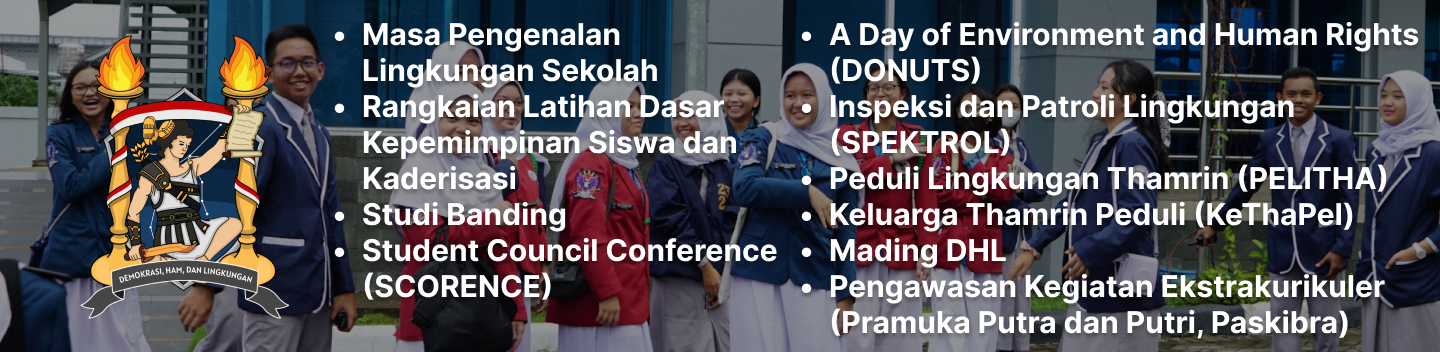 DEMOKRASI, HAM, DAN LINGKUNGAN
• Masa Pengenalan
Lingkungan Sekolah
• Rangkaian Latihan Dasar
Kepemimpinan Siswa dan
Kaderisasi
• Studi Banding
• Student Council Conference
(SCORENCE)
• A Day of Environment and Human Rights
(DONUTS)
• Inspeksi dan Patroli Lingkungan
(SPEKTROL)
• Peduli Lingkungan Thamrin (PELITHA)
• Keluarga Thamrin Peduli (KeThaPel)
• Mading DHL
• Pengawasan Kegiatan Ekstrakurikuler
(Pramuka Putra dan Putri, Paskibra)